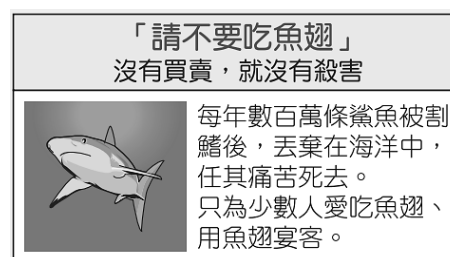 「請不要吃魚翅」
沒有買賣，就沒有殺害
每年數百萬條鯊魚被割
鰭後，丟棄在海洋中，
任其痛苦死去。
只為少數人愛吃魚翅、
用魚翅宴客。